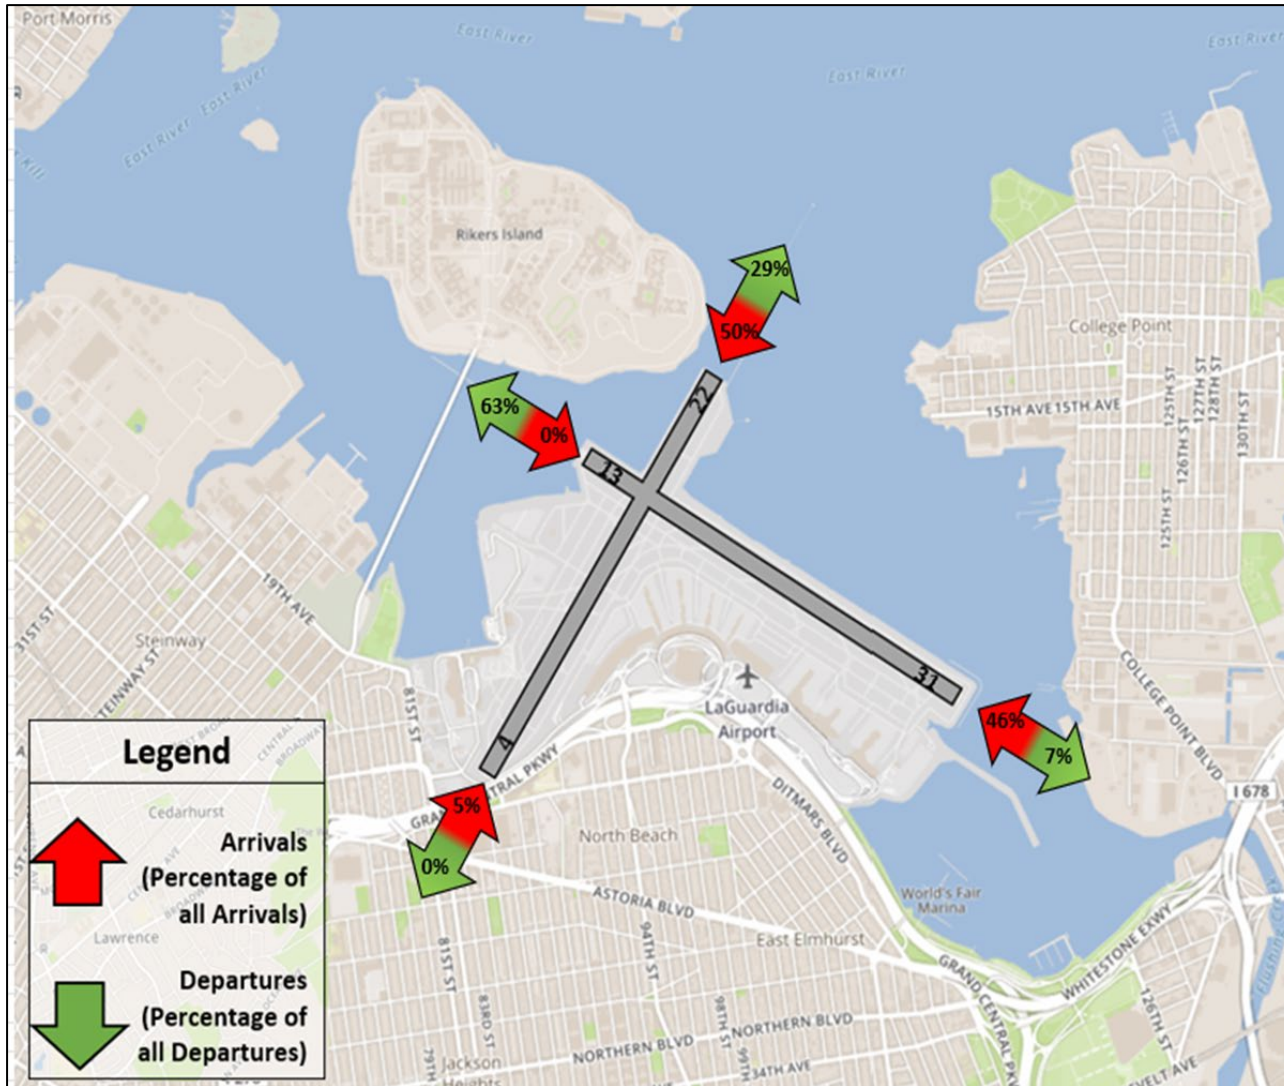 Port Morris
East River
East River
East River
East River
East River
Rikers Island
29%
50%
College Point
63%
0%
22
13
15TH AVE 15TH AVE
125TH ST
127TH ST
128TH ST
126TH ST
130TH ST
125TH ST
19TH AVE
31ST ST
Steinway
STEINWAY ST
81ST ST
31
LaGuardia
Airport
COLLEGE POINT BLVD
46%
7%
4
GRAND CENTRAL PKWY
5%
0%
I 678
DITMARS BLVD
North Beach
ASTORIA BLVD
World's Fair
Marina
East Elmhurst
WHITESTONE EXWY
GRAND CENTRAL PK
126TH ST
81ST ST
83RD ST
94TH ST
98TH ST
99TH ST
79TH
NORTHERN BLVD
NORTHERN BLVD
34TH AVE
Jackson
Heights
Legend
Cedarhurst
BROADWAY
Lawrence
Arrivals
(Percentage of
all Arrivals)
Departures
(Percentage of
all Departures)